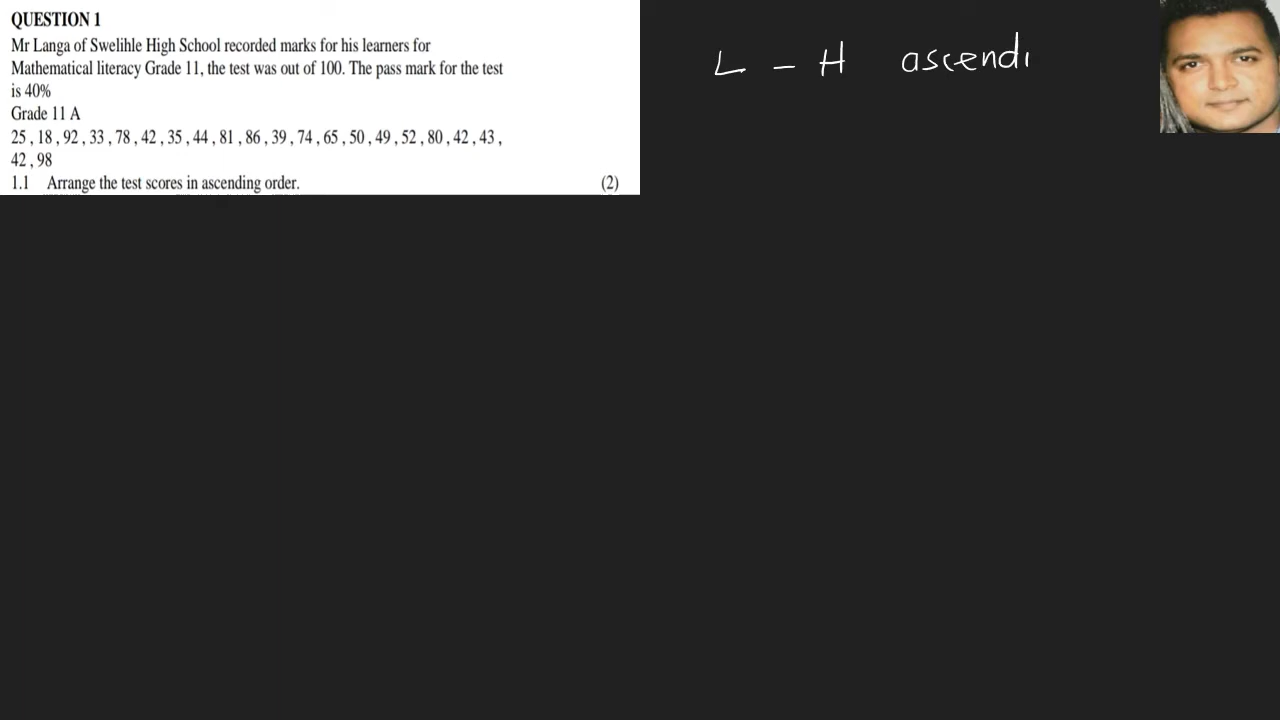 QUESTION 1
Mr Langa of Swelihle High School recorded marks for his learners for
Mathematical literacy Grade 11, the test was out of 100. The pass mark for the test
is 40%
Grade 11 A
25 , 18 , 92 , 33 , 78 , 42 , 35 , 44 , 81 , 86 , 39 , 74 , 65 , 50 , 49 , 52 , 80 , 42 , 43 ,
42 , 98
1.1 Arrange the test scores in ascending order. (2)
L – H ascendi